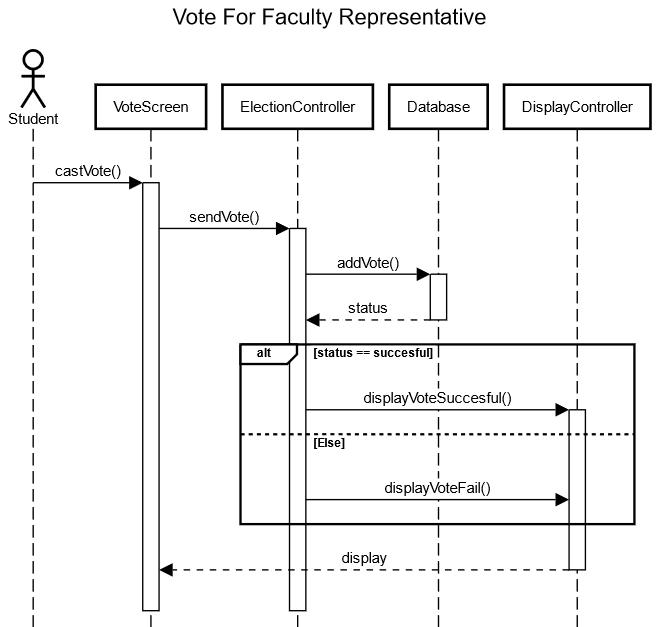 Vote For Faculty Representative
Student
VoteScreen
ElectionController
Database
DisplayController
castVote()
sendVote()
addVote()
status
alt
[status == succesful]
displayVoteSuccesful()
[Else]
displayVoteFail()
display